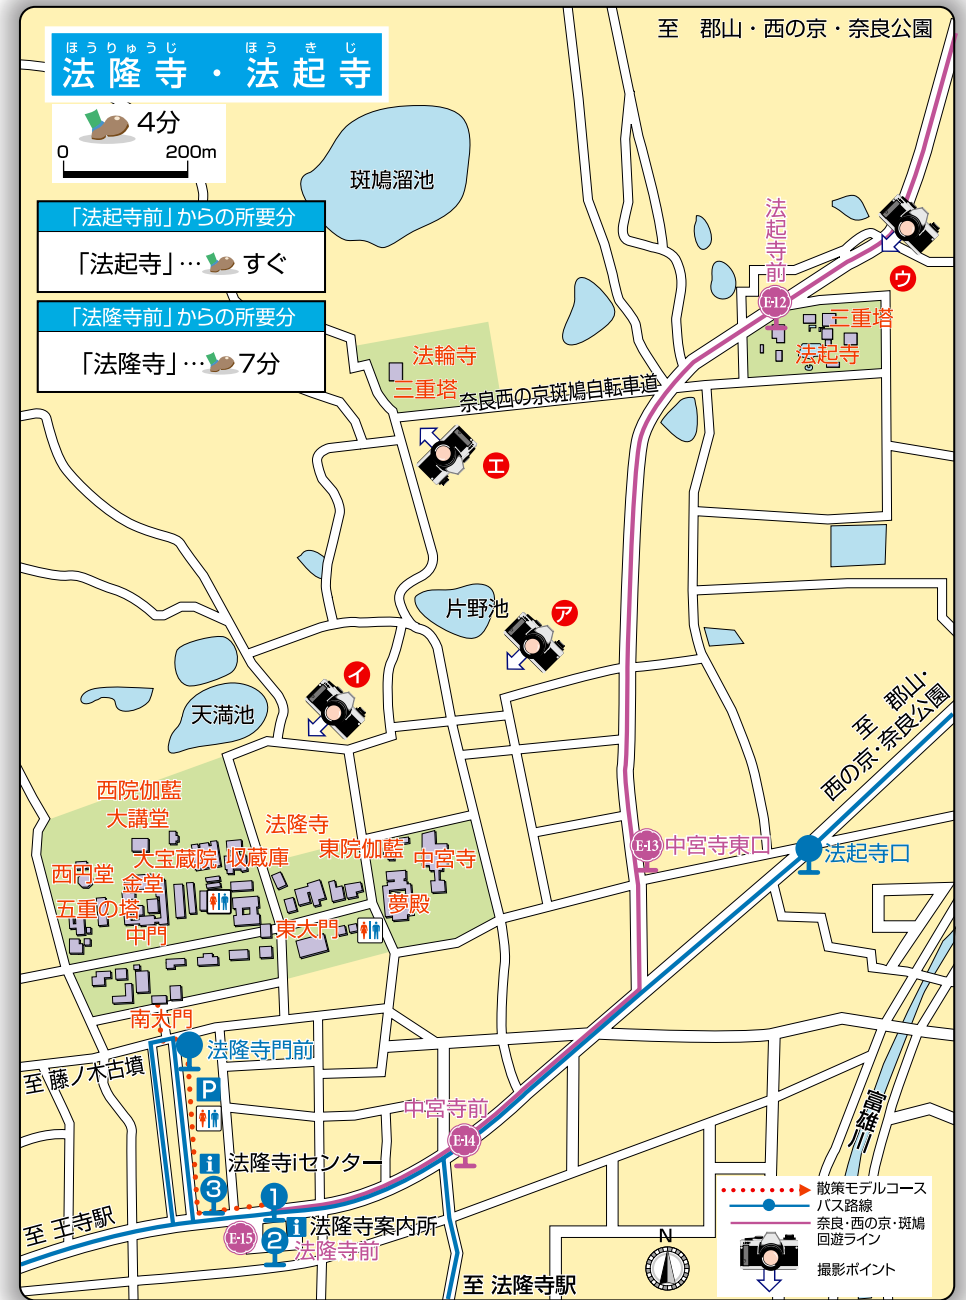 至 郡山・西の京・奈良公園
ほうりゅうじ ほうきじ
法隆寺・法起寺
4分
0 200m
「法起寺前」からの所要分
「法起寺」…すぐ
「法隆寺前」からの所要分
「法隆寺」…7分
斑鳩溜池
法起寺前
E-12
ウ
三重塔
法起寺
法輪寺
三重塔
奈良西の京斑鳩自転車道
エ
片野池
ア
イ
天満池
至 郡山・
西の京・奈良公園
西院伽藍
大講堂
法隆寺
東院伽藍
中宮寺
大宝蔵院
収蔵庫
西円堂
金堂
五重の塔
中門
夢殿
東大門
E-13
中宮寺東口
法起寺口
南大門
法隆寺門前
至 藤ノ木古墳
P
中宮寺前
E-14
富雄川
i
法隆寺iセンター
3
1
至 王寺駅
E-15
i
法隆寺案内所
2
法隆寺前
至 法隆寺駅
N
散策モデルコース
バス路線
奈良・西の京・斑鳩
回遊ライン
撮影ポイント